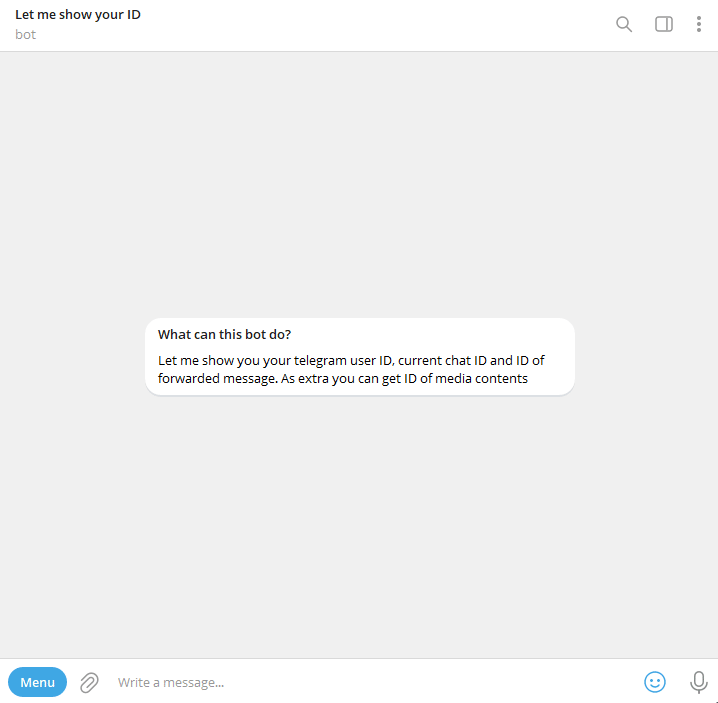 Let me show your ID
bot
What can this bot do?
Let me show you your telegram user ID, current chat ID and ID of
forwarded message. As extra you can get ID of media contents
Menu
Write a message...